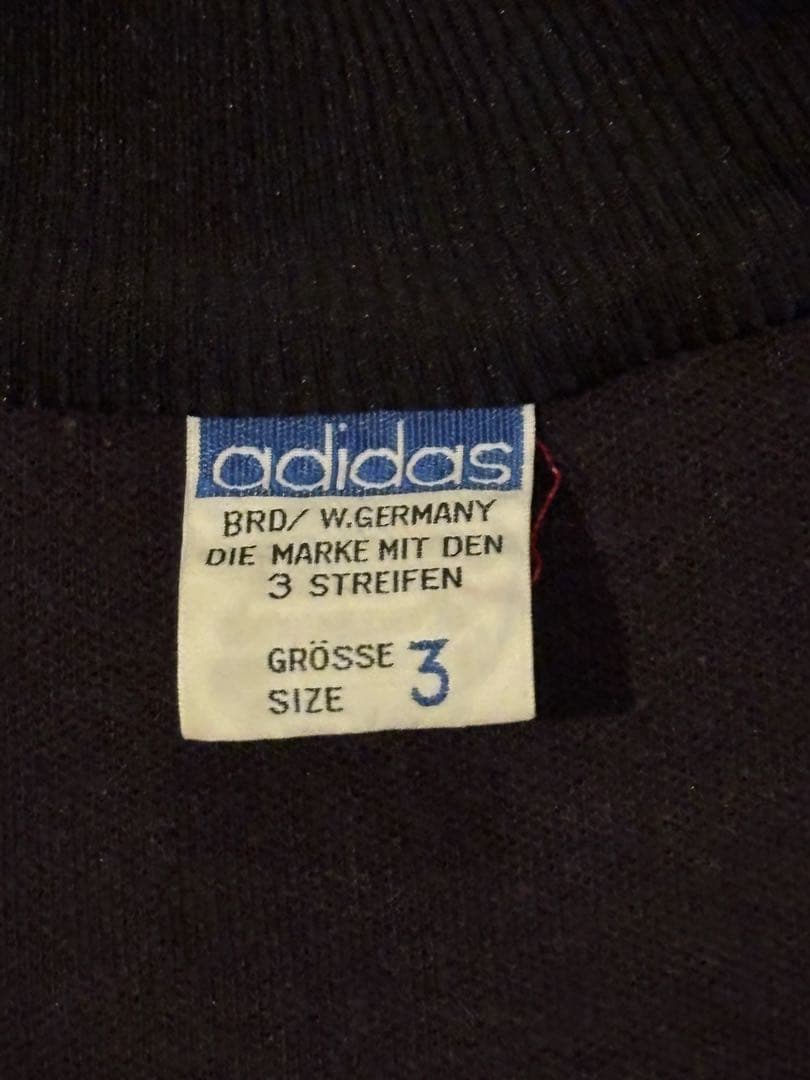 adidas
BRD/ W.GERMANY
DIE MARKE MIT DEN
3 STREIFEN
GRÖSSE 3
SIZE